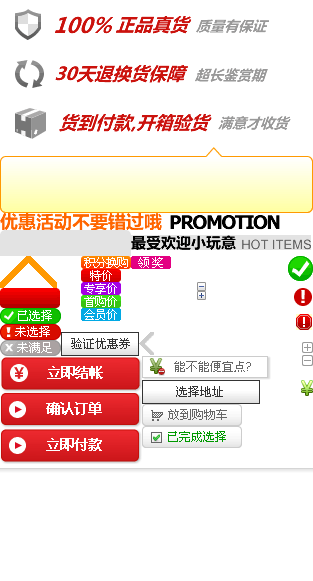 100% 正品真货 质量有保证
30天退换货保障 超长鉴赏期
货到付款,开箱验货 满意才收货
优惠活动不要错过哦 PROMOTION
最受欢迎小玩意 HOT ITEMS
积分换购 领奖
特价
专享价
首购价
会员价
已选择
未选择
未满足
验证优惠券
立即结帐
能不能便宜点?
选择地址
确认订单
放到购物车
立即付款
已完成选择